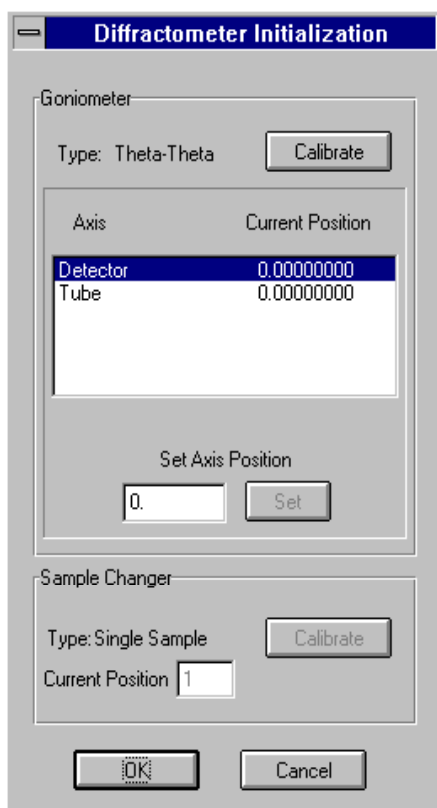 Diffractometer Initialization
Goniometer
Type: Theta-Theta Calibrate
Axis Current Position
Detector 0.00000000
Tube 0.00000000
Set Axis Position
0. Set
Sample Changer
Type:Single Sample Calibrate
Current Position 1
OK Cancel